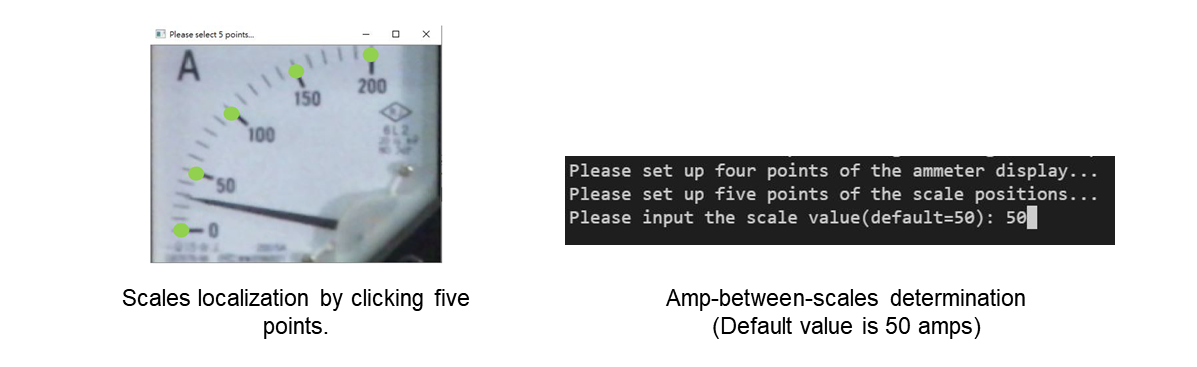 Please select 5 points...
A
200
150
100
50
0
6L2
Please set up four points of the ammeter display...
Please set up five points of the scale positions...
Please input the scale value(default=50): 50
Scales localization by clicking five
points.
Amp-between-scales determination
(Default value is 50 amps)